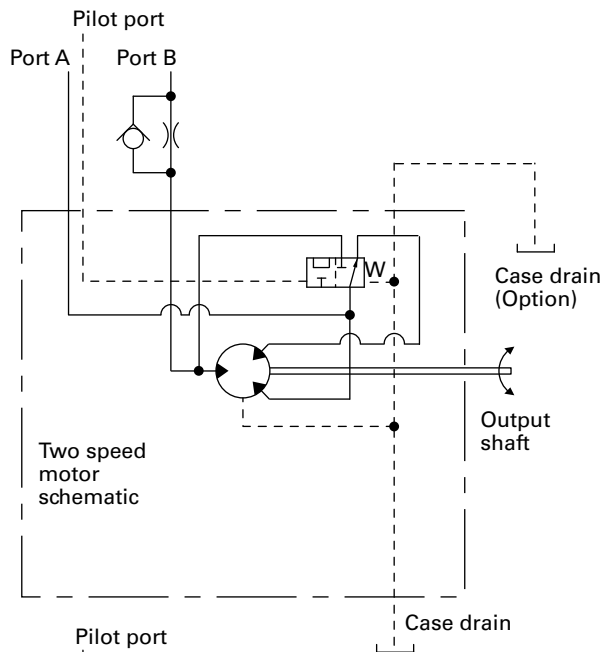 Pilot port
Port A
Port B
W
Case drain
(Option)
Output
shaft
Two speed
motor
schematic
Case drain
Pilot port